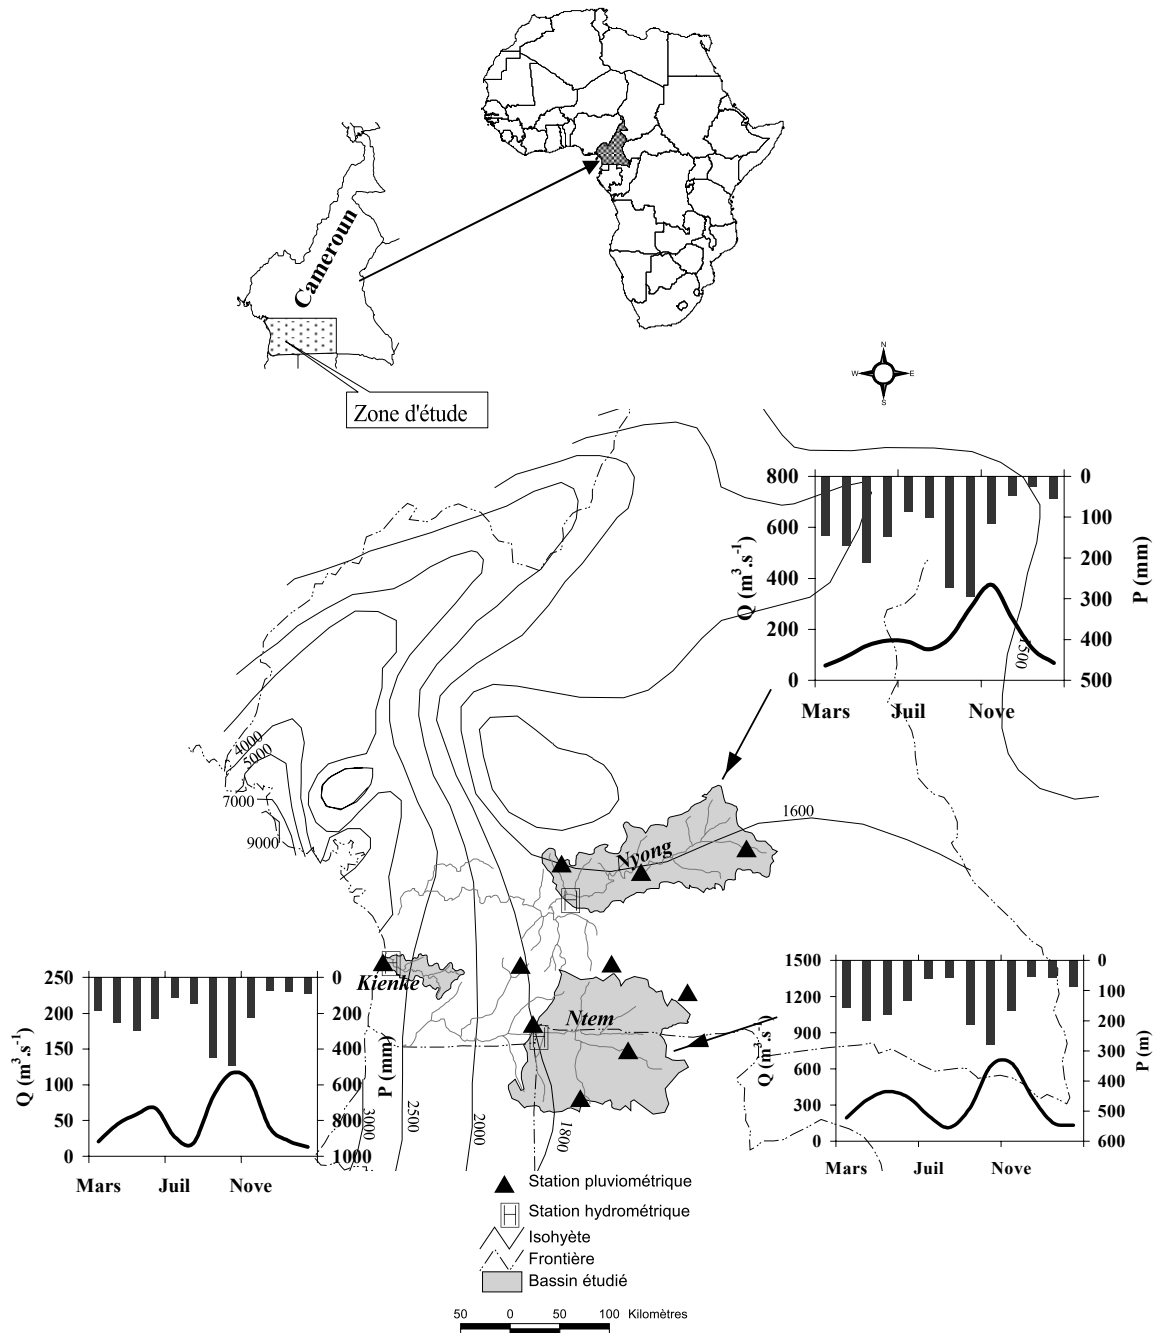 Cameroun
Zone d'étude
N
W
E
S
800
600
400
200
0
Q (m³.s⁻¹)
0
100
200
300
400
500
P (mm)
Mars
Juil
Nove
1500
4000
5000
7000
9000
1600
Nyong
Kienké
Ntem
250
200
150
100
50
0
Q (m³.s⁻¹)
0
200
400
600
800
1000
P (mm)
Mars
Juil
Nove
3000
2500
2000
1800
1500
1200
900
600
300
0
Q (m³.s⁻¹)
0
100
200
300
400
500
600
P (m)
Mars
Juil
Nove
Station pluviométrique
H Station hydrométrique
Isohyète
Frontière
Bassin étudié
50 0 50 100 Kilomètres